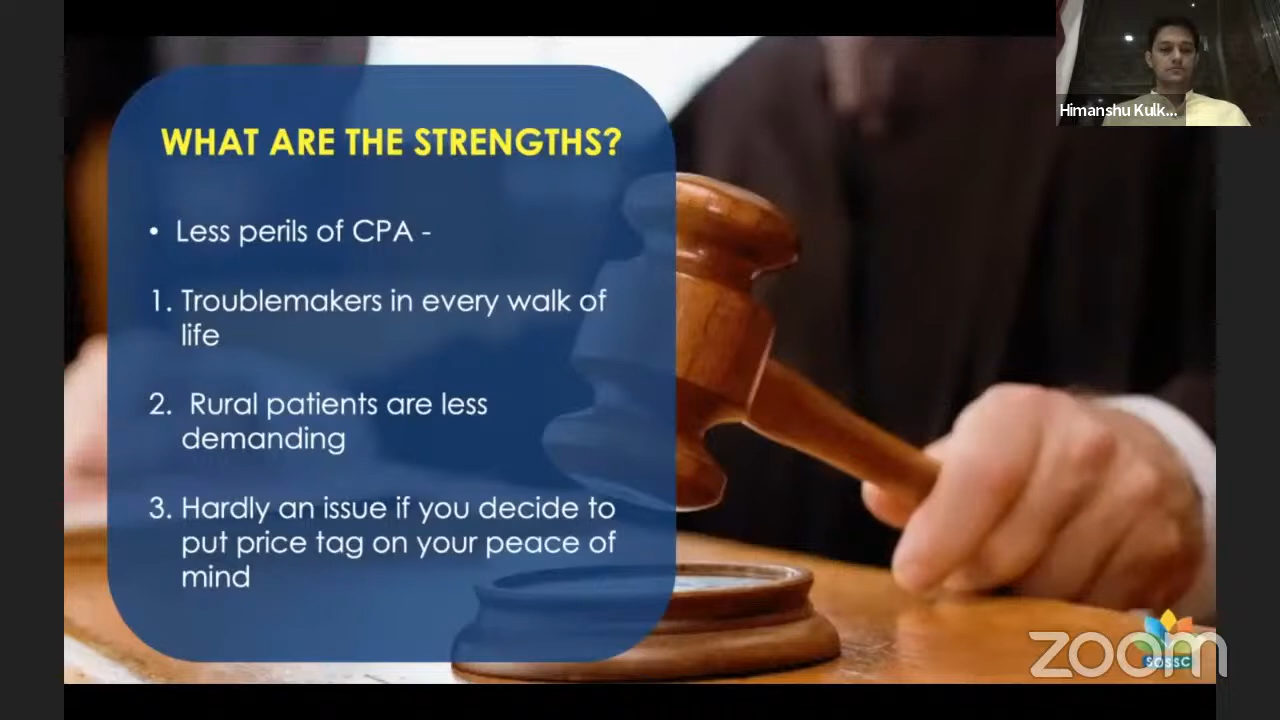 Himanshu Kulk...
WHAT ARE THE STRENGTHS?
• Less perils of CPA -
1. Troublemakers in every walk of
life
2. Rural patients are less
demanding
3. Hardly an issue if you decide to
put price tag on your peace of
mind
zoom
SOSSC